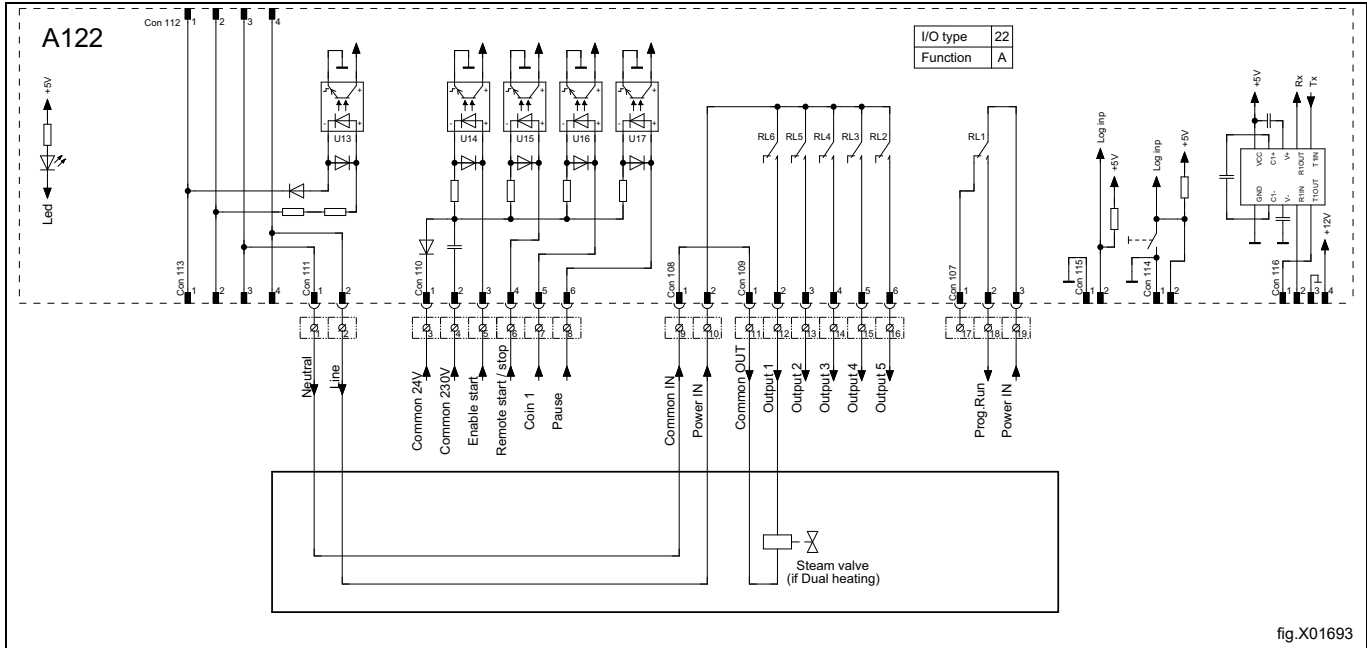 A122
Con 112
1
2
3
4
I/O type 22
Function A
+5V
Led
U13
U14
U15
U16
U17
- +
- +
- +
- +
- +
RL6
RL5
RL4
RL3
RL2
RL1
Log inp
+5V
Log inp
+5V
+5V
Rx
Tx
VCC
C1+
V+
R1OUT
T1IN
GND
C1-
V-
R1IN
T1OUT
+12V
Con 113
1
2
3
4
Con 111
1
2
Con 110
1
2
3
4
5
6
Con 108
1
2
Con 109
1
2
3
4
5
6
Con 107
1
2
3
Con 115
1
2
Con 114
1
2
Con 116
1
2
3
4
1
2
3
4
5
6
7
8
9
10
11
12
13
14
15
16
17
18
19
Neutral
Line
Common 24V
Common 230V
Enable start
Remote start / stop
Coin 1
Pause
Common IN
Power IN
Common OUT
Output 1
Output 2
Output 3
Output 4
Output 5
Prog.Run
Power IN
Steam valve
(if Dual heating)
fig.X01693